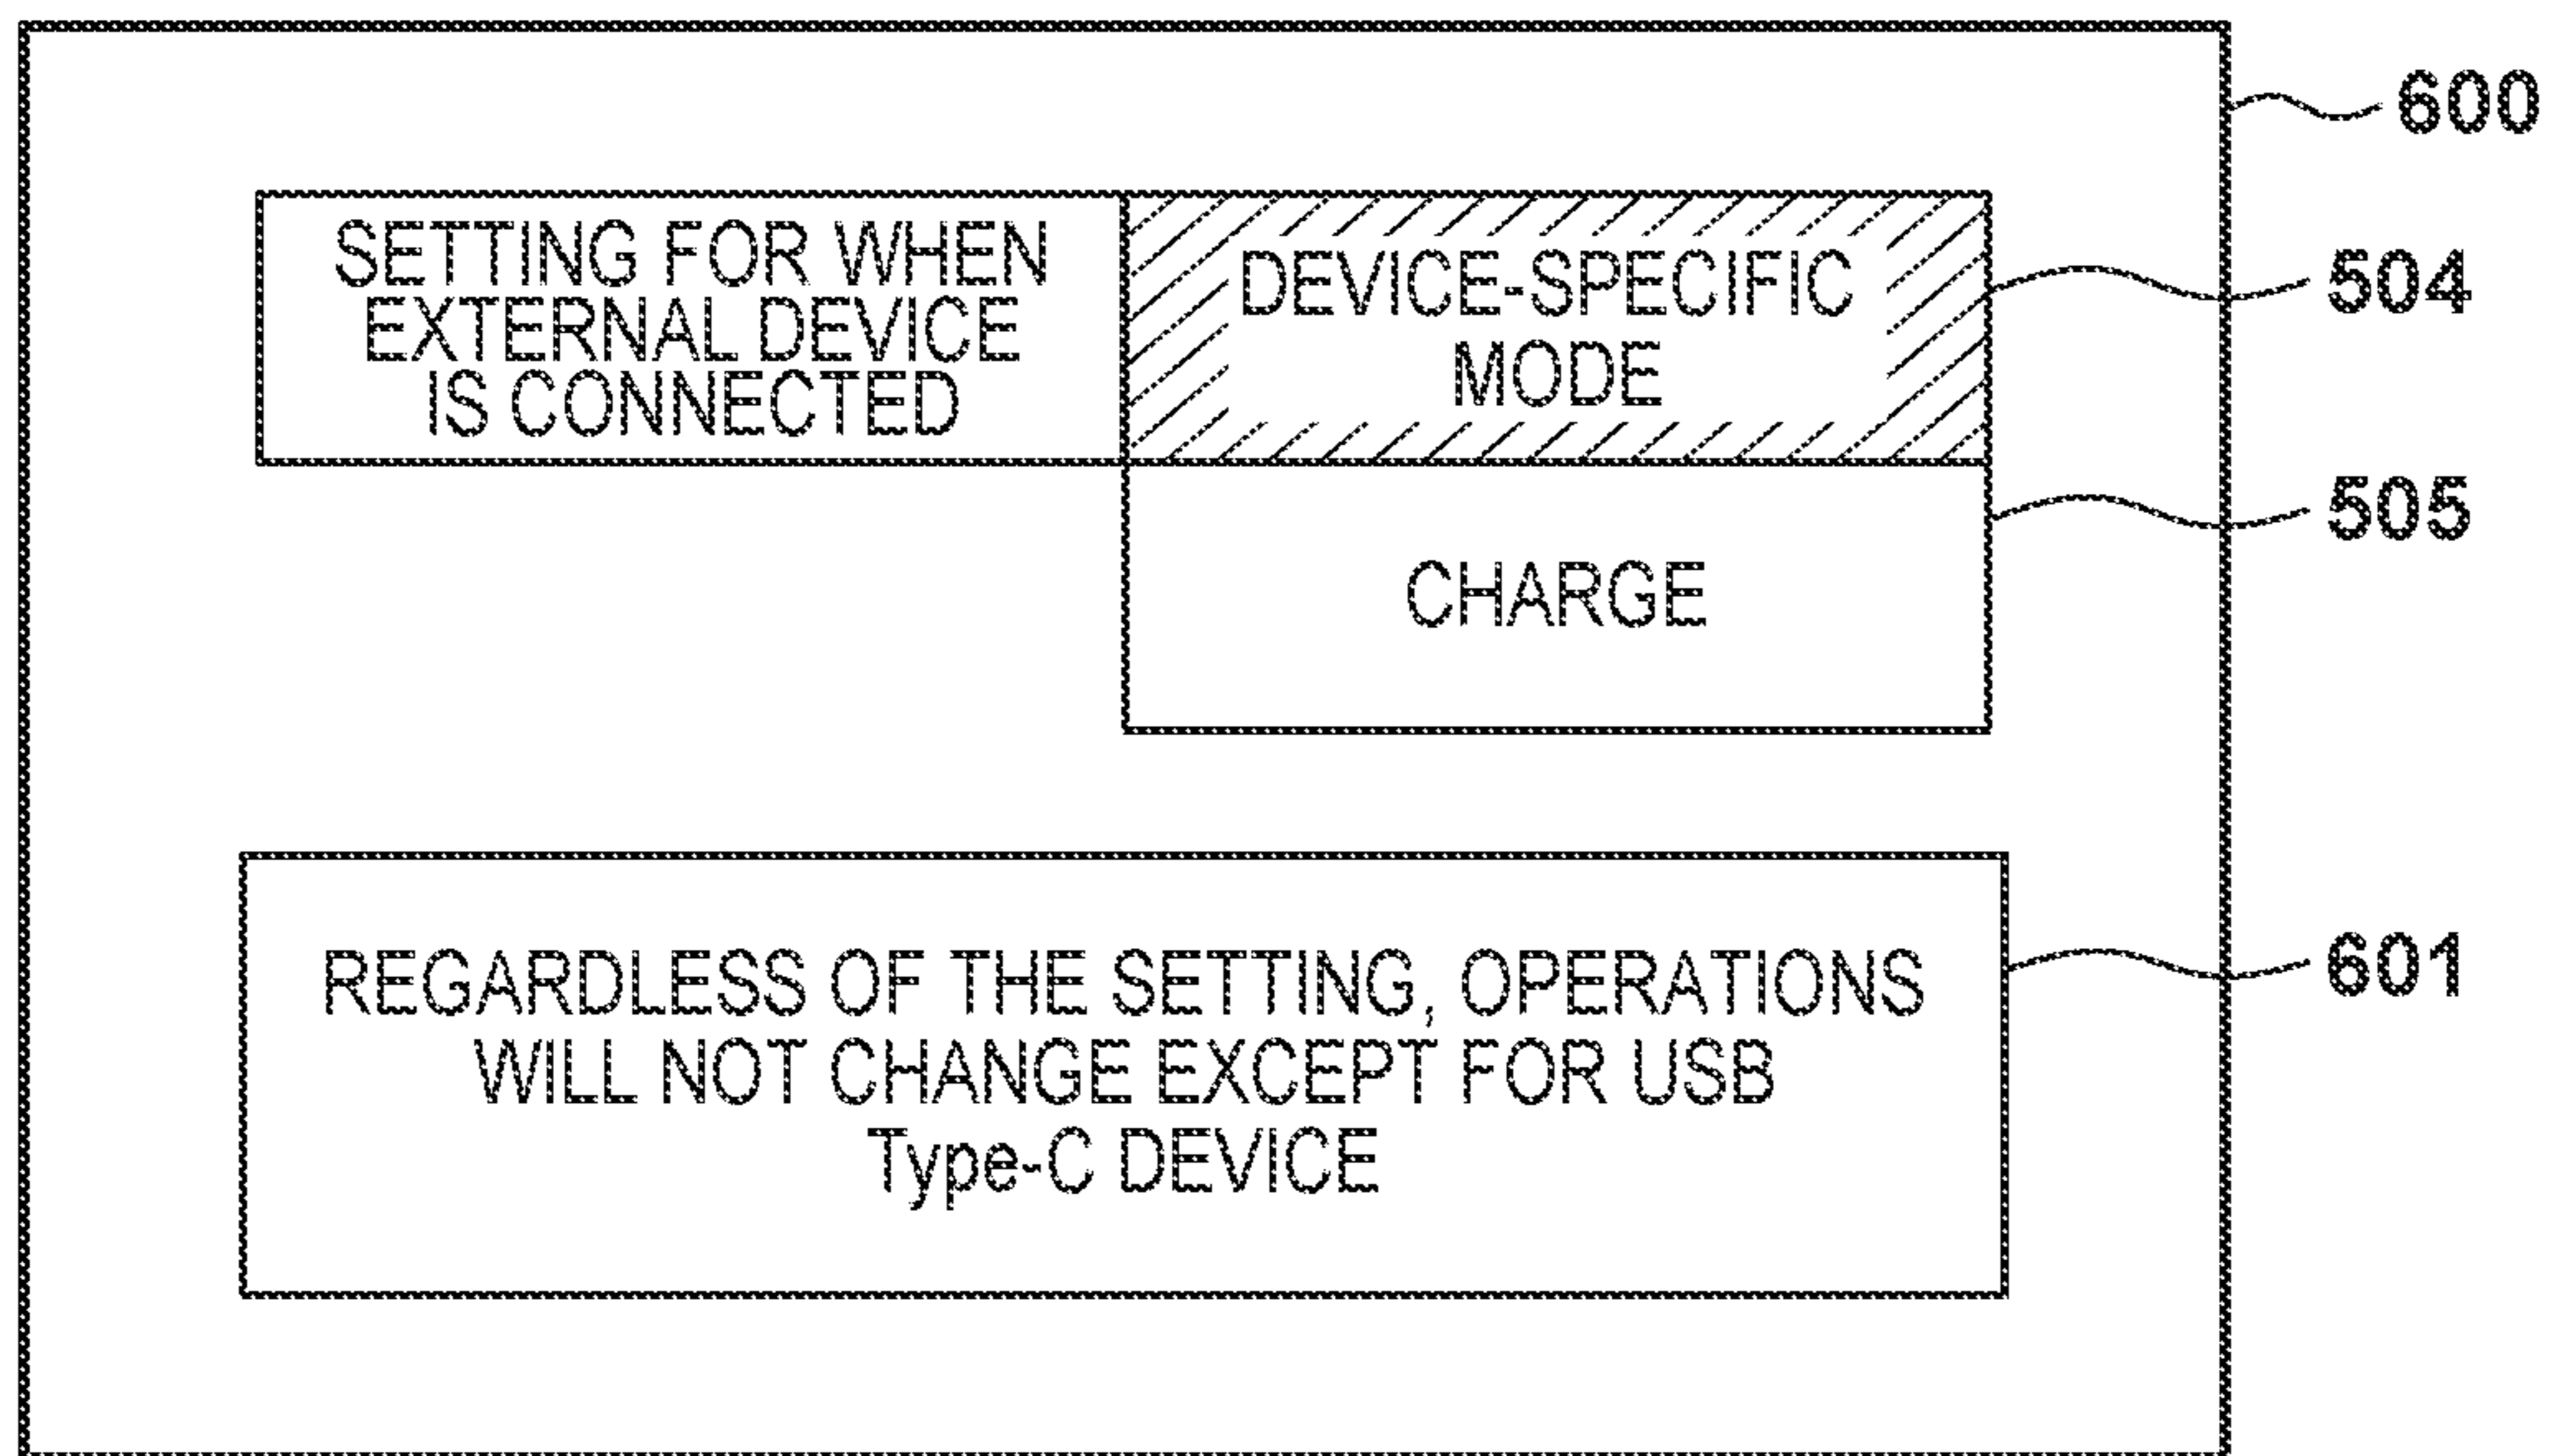 600
SETTING FOR WHEN
EXTERNAL DEVICE
IS CONNECTED
DEVICE-SPECIFIC
MODE
504
505
CHARGE
REGARDLESS OF THE SETTING, OPERATIONS
WILL NOT CHANGE EXCEPT FOR USB
Type-C DEVICE
601